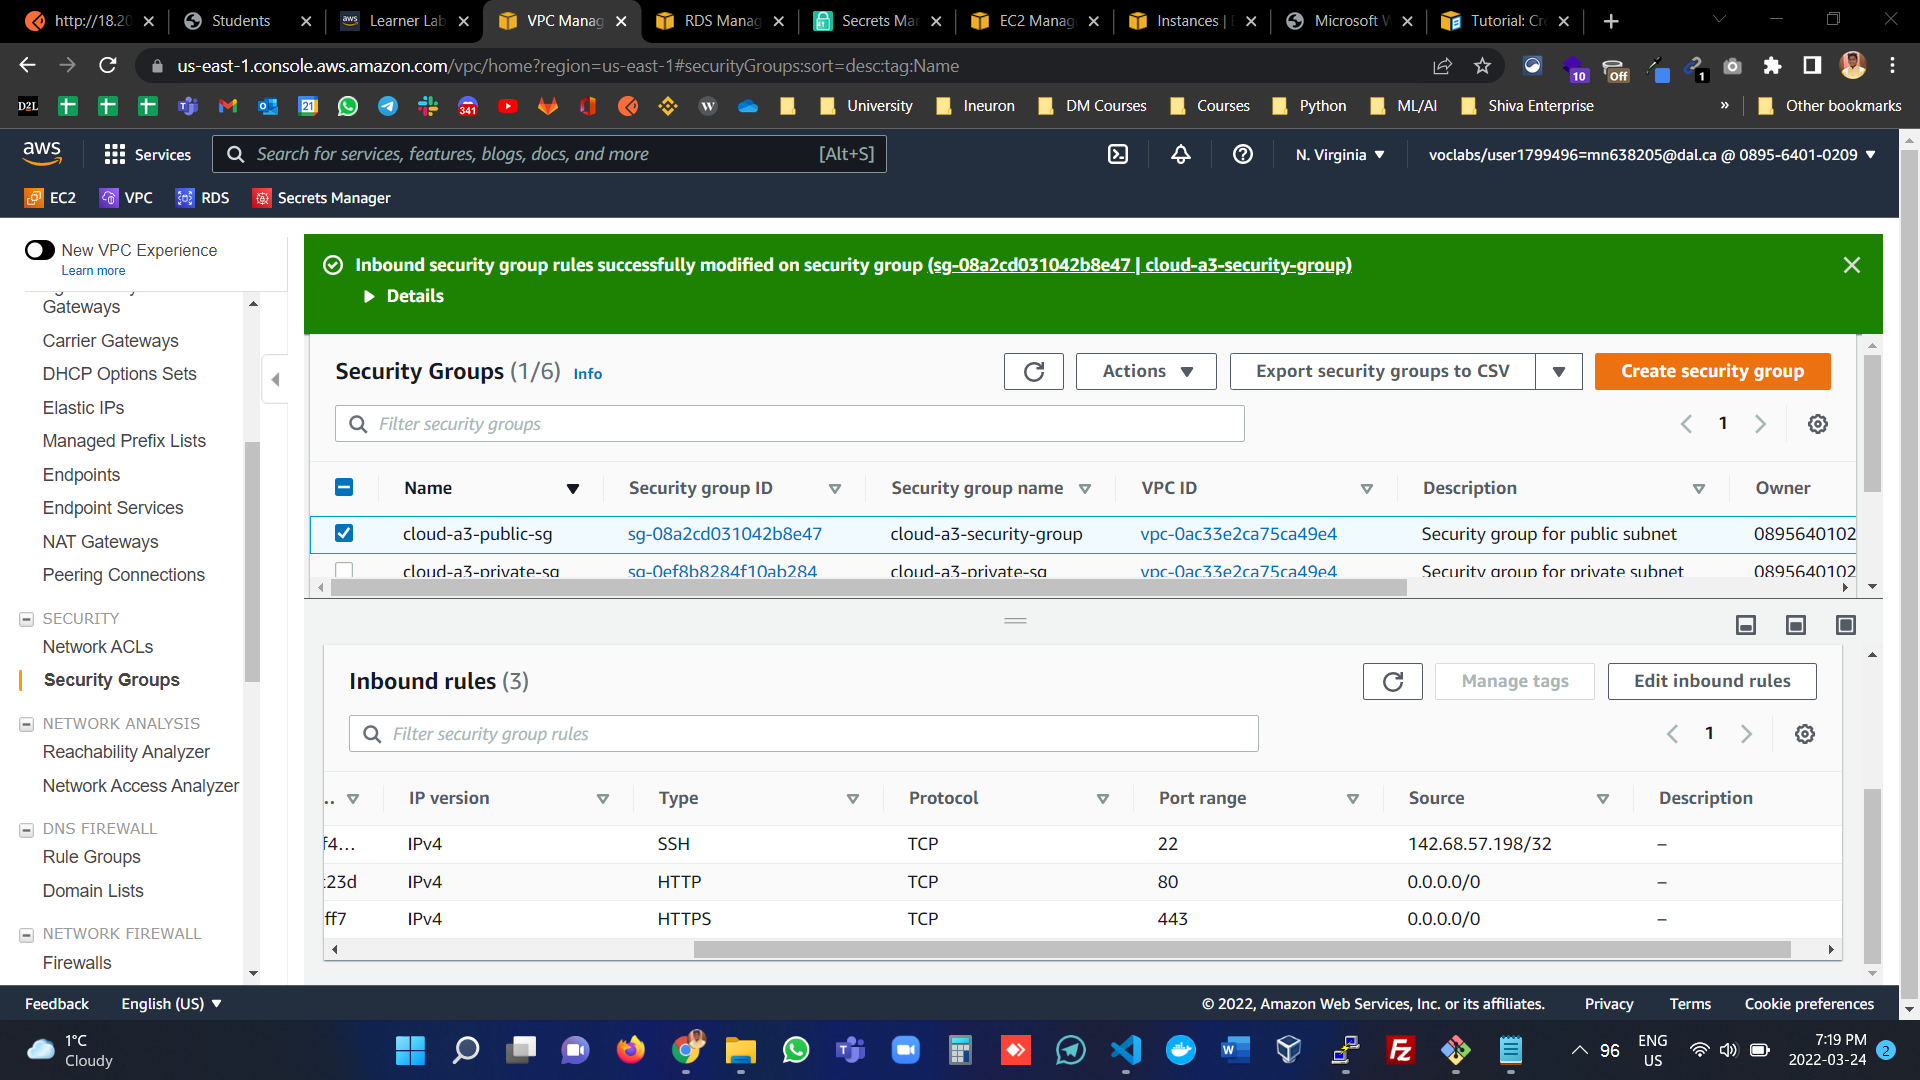 http://18.20
Students
Learner Lab
VPC Manag
RDS Manag
Secrets Mar
EC2 Manag
Instances | E
Microsoft W
Tutorial: Cre
us-east-1.console.aws.amazon.com/vpc/home?region=us-east-1#securityGroups:sort=desc:tag:Name
10
Off
1
D2L
21
341
W
University
Ineuron
DM Courses
Courses
Python
ML/AI
Shiva Enterprise
»
Other bookmarks
aws
Services
Search for services, features, blogs, docs, and more
[Alt+S]
N. Virginia
voclabs/user1799496=mn638205@dal.ca @ 0895-6401-0209
EC2
VPC
RDS
Secrets Manager
New VPC Experience
Learn more
Gateways
Carrier Gateways
DHCP Options Sets
Elastic IPs
Managed Prefix Lists
Endpoints
Endpoint Services
NAT Gateways
Peering Connections
SECURITY
Network ACLs
Security Groups
NETWORK ANALYSIS
Reachability Analyzer
Network Access Analyzer
DNS FIREWALL
Rule Groups
Domain Lists
NETWORK FIREWALL
Firewalls
Inbound security group rules successfully modified on security group (sg-08a2cd031042b8e47 | cloud-a3-security-group)
Details
Security Groups (1/6) Info
Actions
Export security groups to CSV
Create security group
Filter security groups
1
Name
Security group ID
Security group name
VPC ID
Description
Owner
cloud-a3-public-sg
sg-08a2cd031042b8e47
cloud-a3-security-group
vpc-0ac33e2ca75ca49e4
Security group for public subnet
0895640102
cloud-a3-private-sg
sg-0ef8b8284f10ab284
cloud-a3-private-sg
vpc-0ac33e2ca75ca49e4
Security group for private subnet
0895640102
Inbound rules (3)
Manage tags
Edit inbound rules
Filter security group rules
1
..
IP version
Type
Protocol
Port range
Source
Description
f4...
IPv4
SSH
TCP
22
142.68.57.198/32
–
:23d
IPv4
HTTP
TCP
80
0.0.0.0/0
–
ff7
IPv4
HTTPS
TCP
443
0.0.0.0/0
–
Feedback
English (US)
© 2022, Amazon Web Services, Inc. or its affiliates.
Privacy
Terms
Cookie preferences
1°C
Cloudy
96
ENG
US
7:19 PM
2022-03-24
2